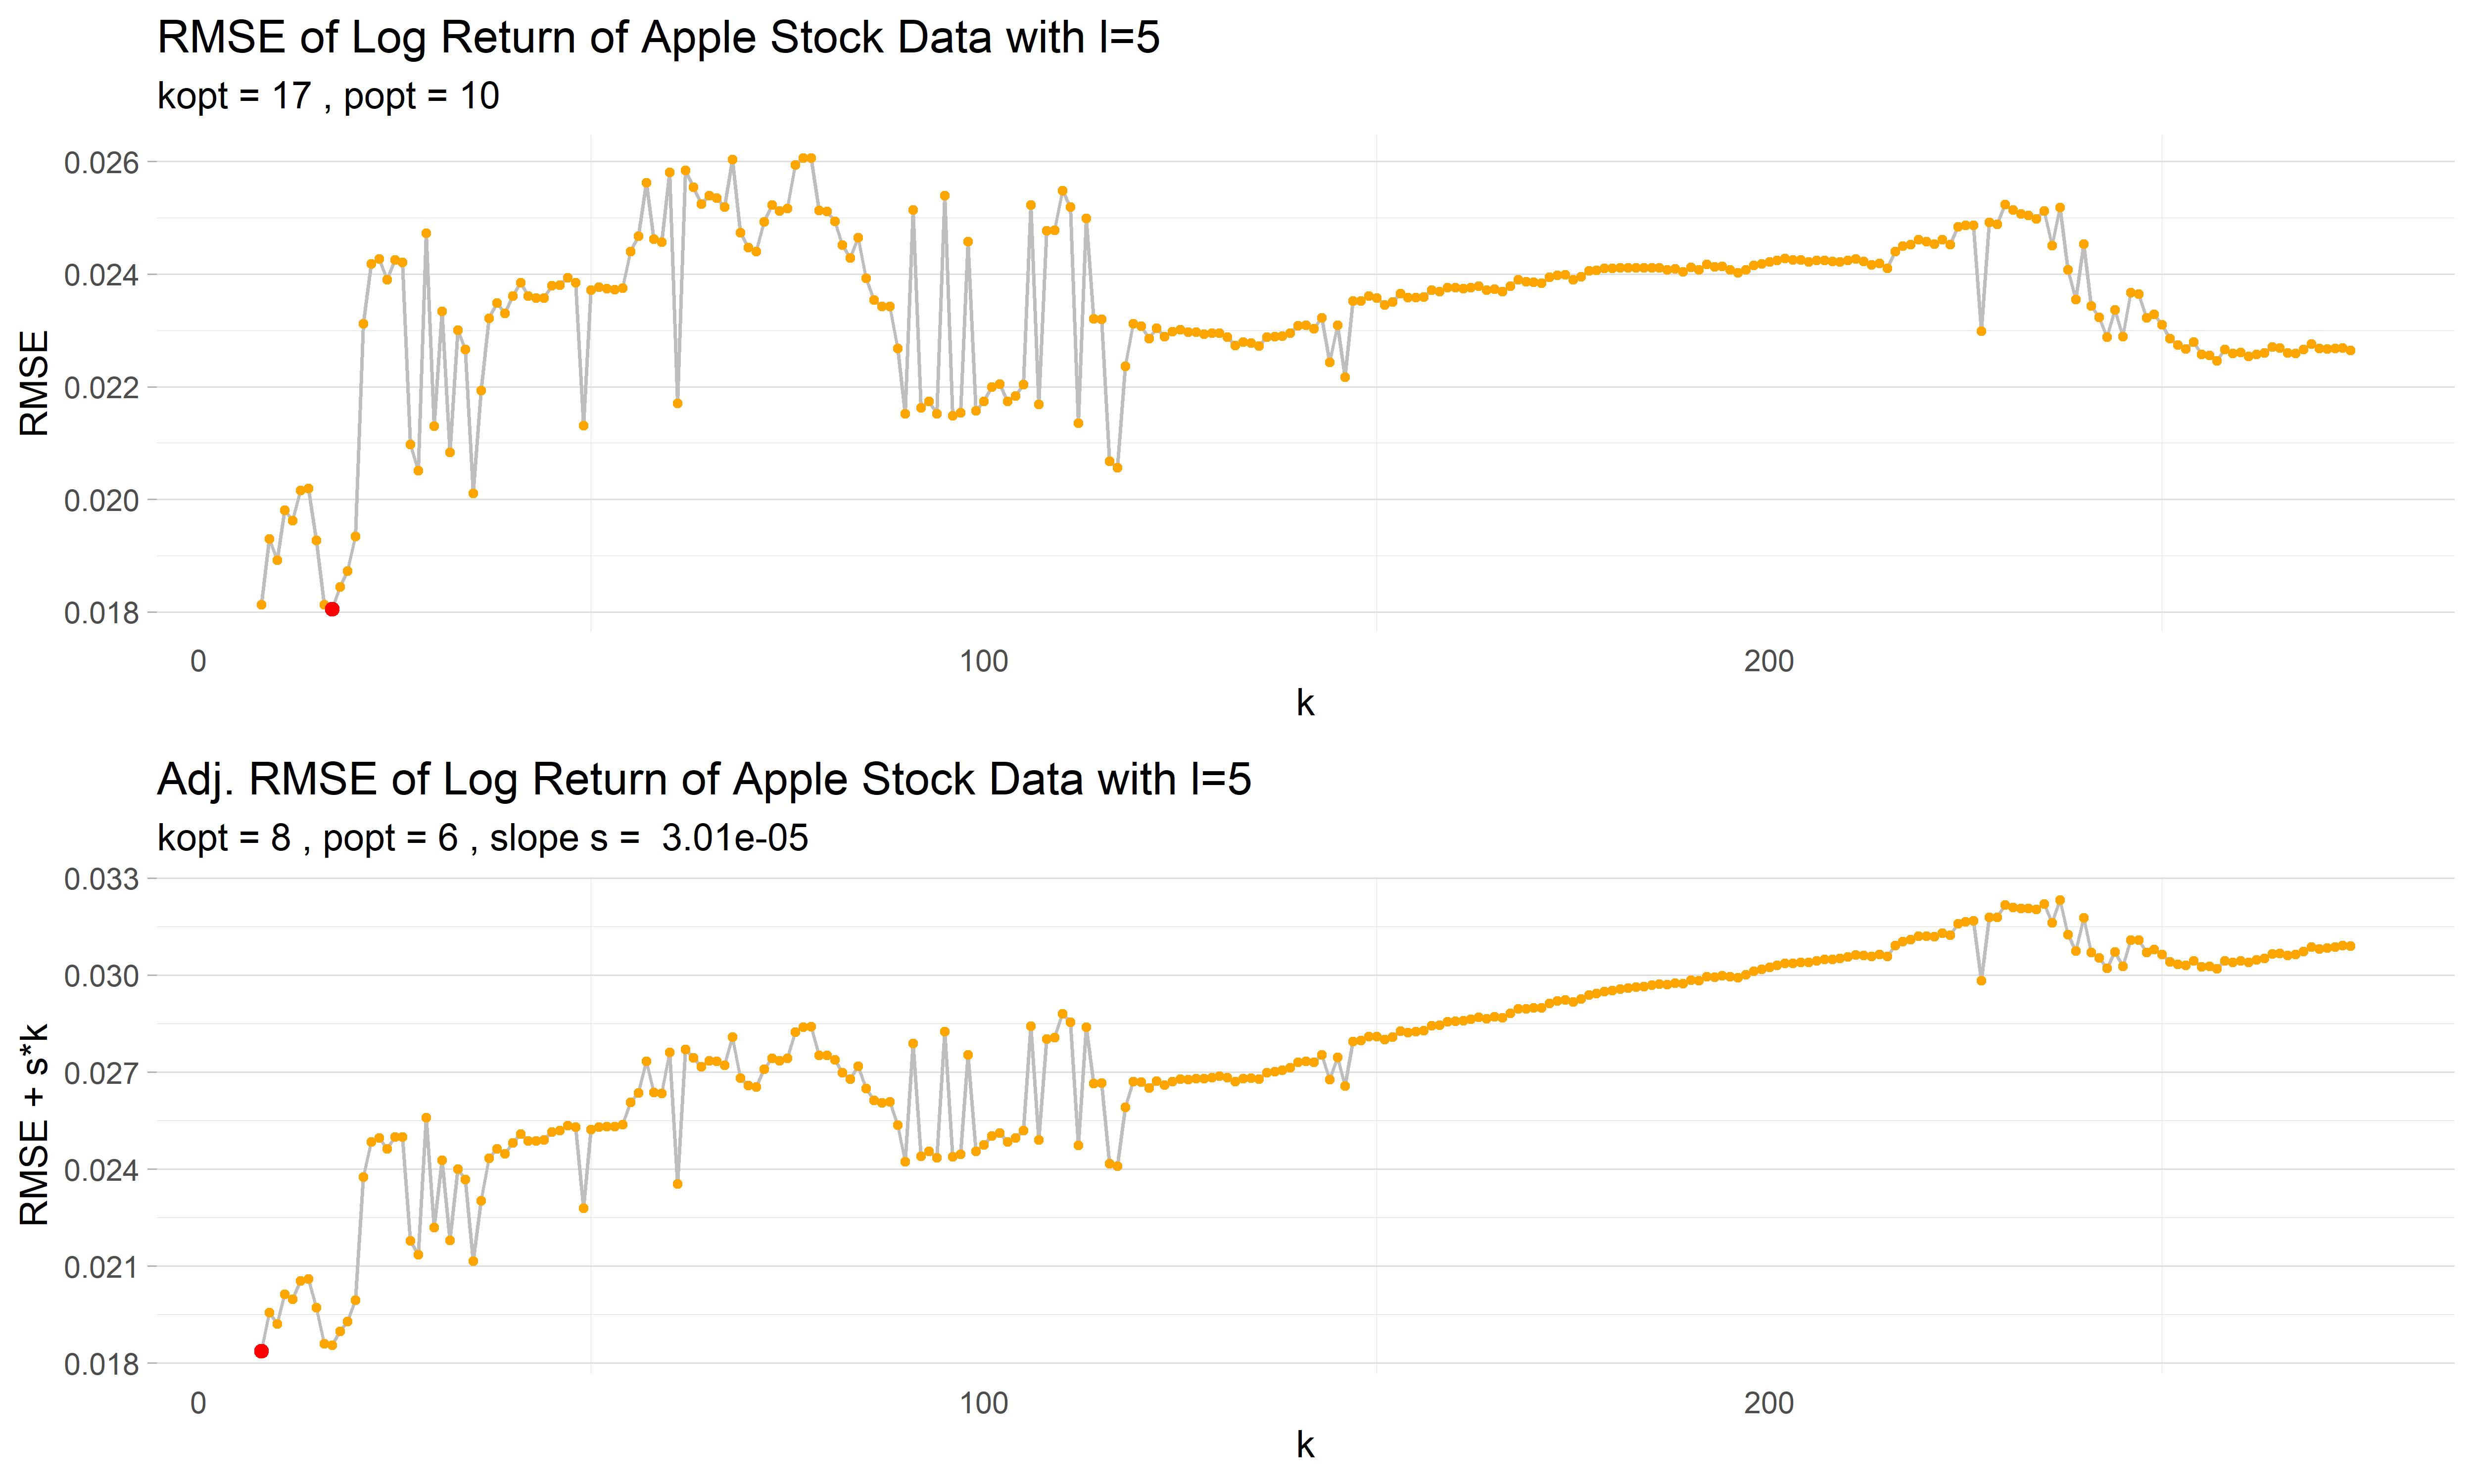 RMSE of Log Return of Apple Stock Data with l=5
kopt = 17 , popt = 10
0.026
0.024
0.022
0.020
0.018
RMSE
0
100
200
k
Adj. RMSE of Log Return of Apple Stock Data with l=5
kopt = 8 , popt = 6 , slope s =  3.01e-05
0.033
0.030
0.027
0.024
0.021
0.018
RMSE + s*k
0
100
200
k